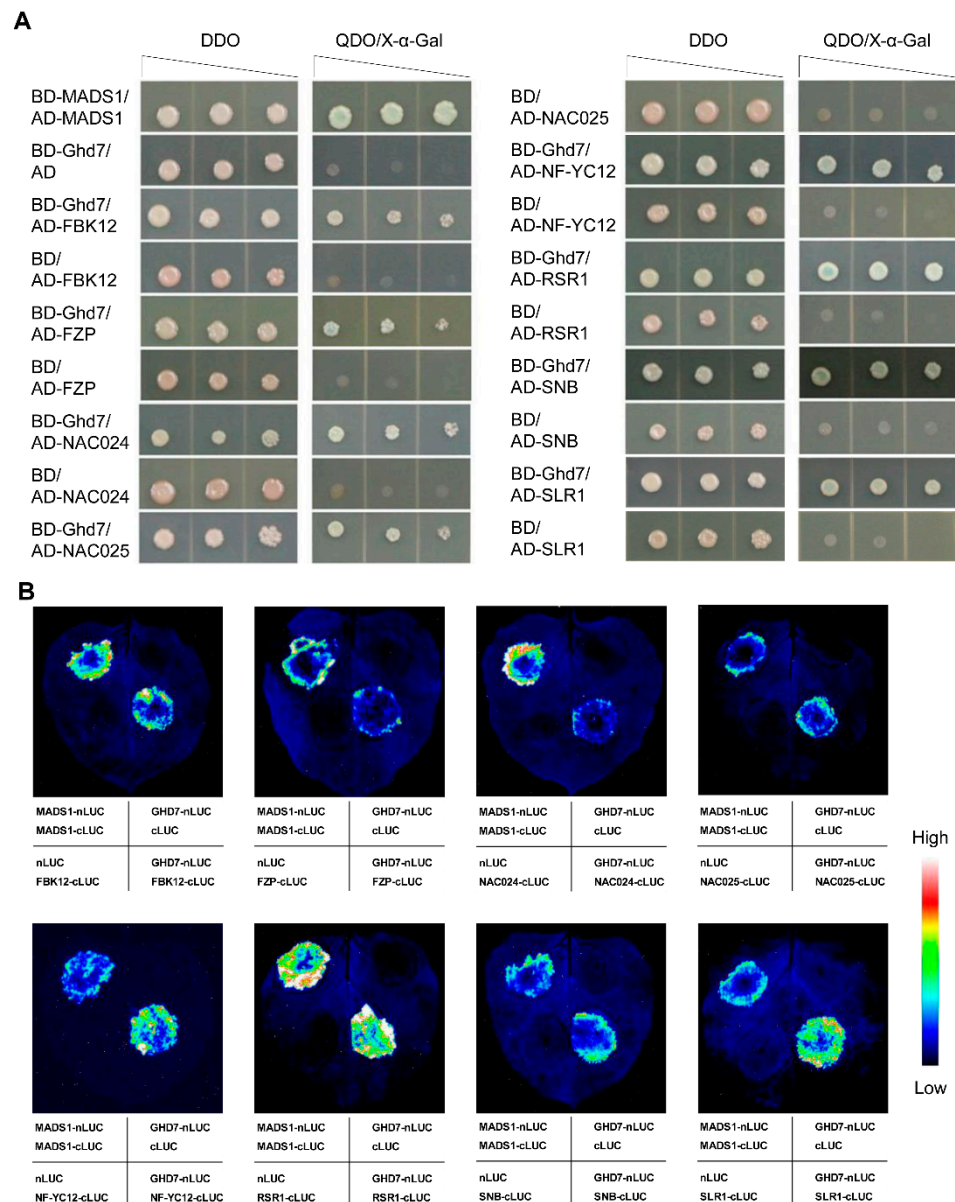 A
DDO
QDO/X-α-Gal
BD-MADS1/
AD-MADS1
BD-Ghd7/
AD
BD-Ghd7/
AD-FBK12
BD/
AD-FBK12
BD-Ghd7/
AD-FZP
BD/
AD-FZP
BD-Ghd7/
AD-NAC024
BD/
AD-NAC024
BD-Ghd7/
AD-NAC025
DDO
QDO/X-α-Gal
BD/
AD-NAC025
BD-Ghd7/
AD-NF-YC12
BD/
AD-NF-YC12
BD-Ghd7/
AD-RSR1
BD/
AD-RSR1
BD-Ghd7/
AD-SNB
BD/
AD-SNB
BD-Ghd7/
AD-SLR1
BD/
AD-SLR1
B
MADS1-nLUC GHD7-nLUC
MADS1-cLUC cLUC
nLUC GHD7-nLUC
FBK12-cLUC FBK12-cLUC
MADS1-nLUC GHD7-nLUC
MADS1-cLUC cLUC
nLUC GHD7-nLUC
FZP-cLUC FZP-cLUC
MADS1-nLUC GHD7-nLUC
MADS1-cLUC cLUC
nLUC GHD7-nLUC
NAC024-cLUC NAC024-cLUC
MADS1-nLUC GHD7-nLUC
MADS1-cLUC cLUC
nLUC GHD7-nLUC
NAC025-cLUC NAC025-cLUC
High
Low
MADS1-nLUC GHD7-nLUC
MADS1-cLUC cLUC
nLUC GHD7-nLUC
NF-YC12-cLUC NF-YC12-cLUC
MADS1-nLUC GHD7-nLUC
MADS1-cLUC cLUC
nLUC GHD7-nLUC
RSR1-cLUC RSR1-cLUC
MADS1-nLUC GHD7-nLUC
MADS1-cLUC cLUC
nLUC GHD7-nLUC
SNB-cLUC SNB-cLUC
MADS1-nLUC GHD7-nLUC
MADS1-cLUC cLUC
nLUC GHD7-nLUC
SLR1-cLUC SLR1-cLUC